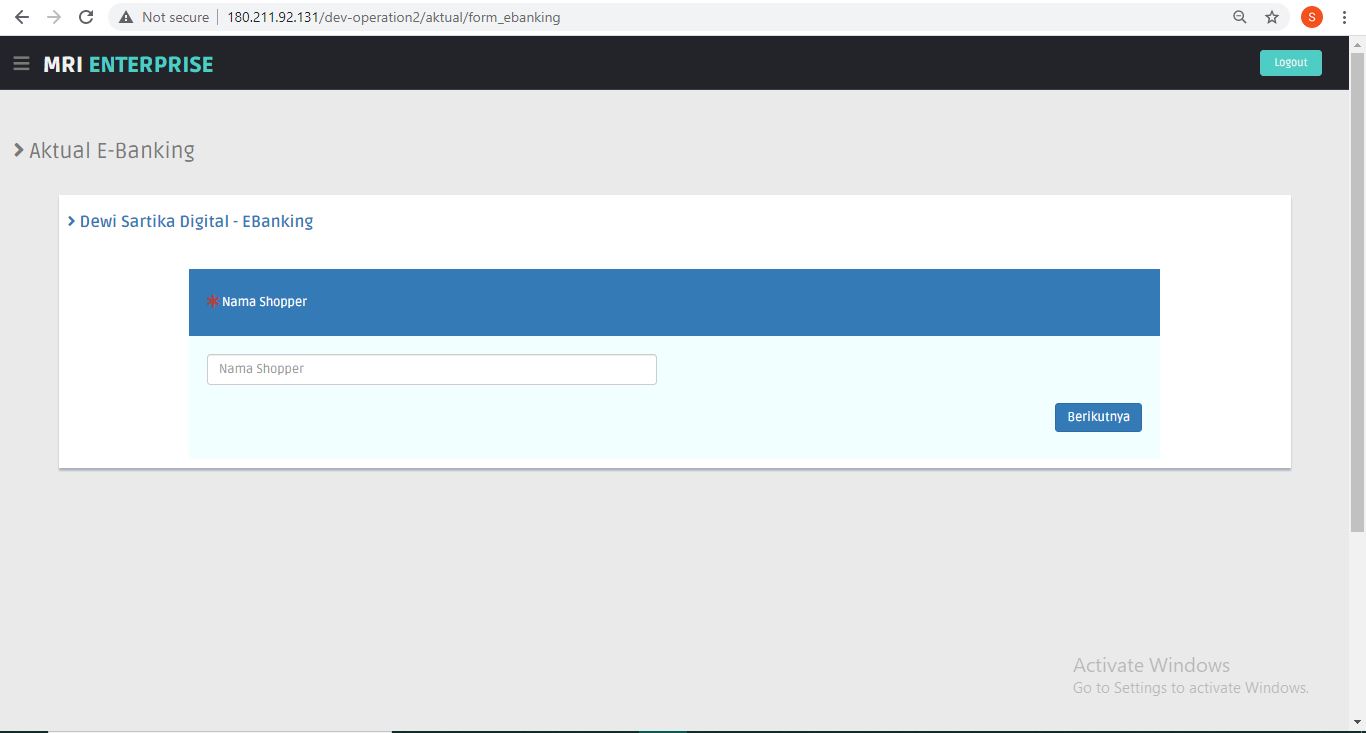 Not secure | 180.211.92.131/dev-operation2/aktual/form_ebanking
S
MRI ENTERPRISE
Logout
Aktual E-Banking
Dewi Sartika Digital - EBanking
* Nama Shopper
Nama Shopper
Berikutnya
Activate Windows
Go to Settings to activate Windows.